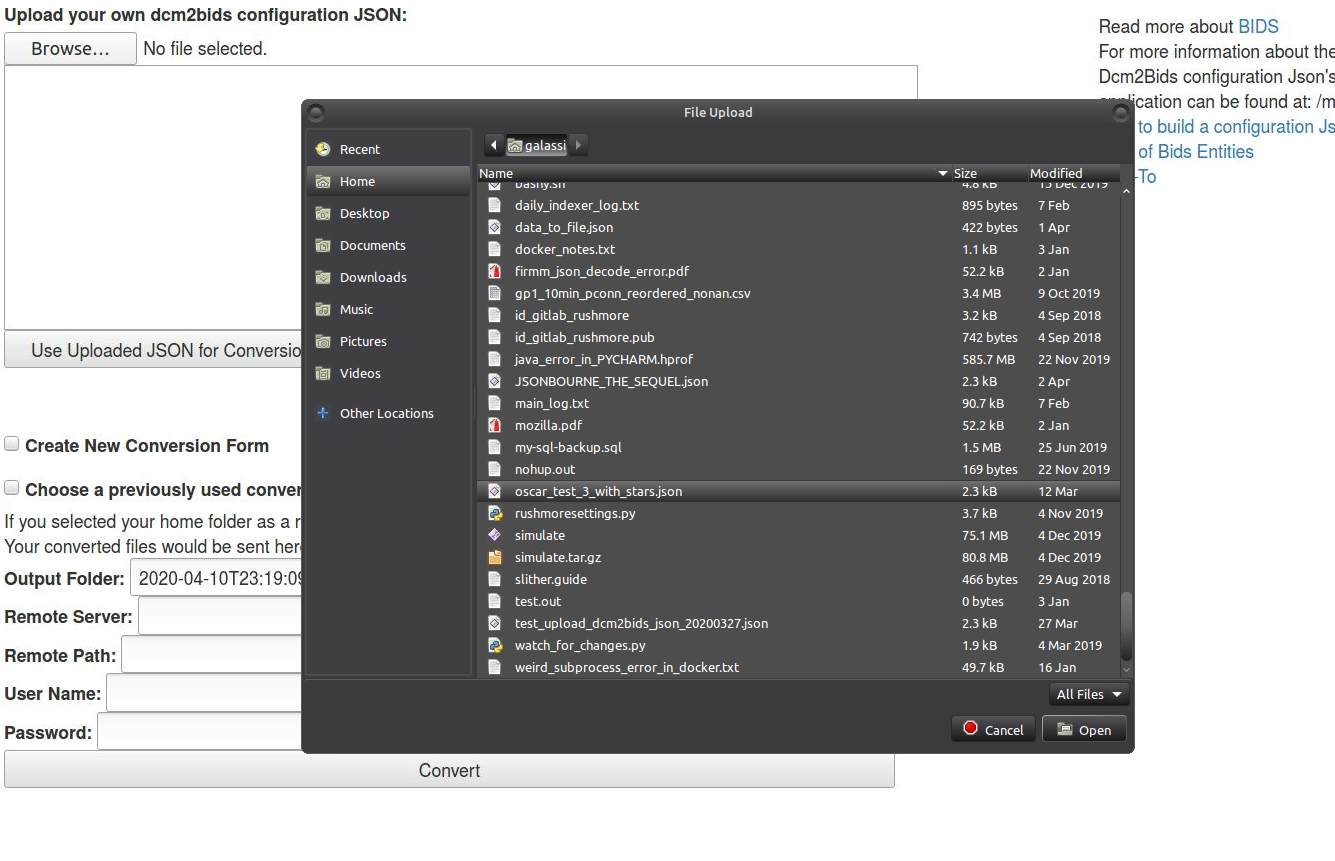 Upload your own dcm2bids configuration JSON:
Browse... No file selected.
Read more about BIDS
For more information about the
Dcm2Bids configuration Json's
application can be found at: /m
to build a configuration Js
of Bids Entities
-To
File Upload
Recent
Home
Desktop
Documents
Downloads
Music
Pictures
Videos
Other Locations
galassi
Name Size Modified
bashy.sh 4.8 kB 15 Dec 2019
daily_indexer_log.txt 895 bytes 7 Feb
data_to_file.json 422 bytes 1 Apr
docker_notes.txt 1.1 kB 3 Jan
firmm_json_decode_error.pdf 52.2 kB 2 Jan
gp1_10min_pconn_reordered_nonan.csv 3.4 MB 9 Oct 2019
id_gitlab_rushmore 3.2 kB 4 Sep 2018
id_gitlab_rushmore.pub 742 bytes 4 Sep 2018
java_error_in_PYCHARM.hprof 585.7 MB 22 Nov 2019
JSONBOURNE_THE_SEQUEL.json 2.3 kB 2 Apr
main_log.txt 90.7 kB 7 Feb
mozilla.pdf 52.2 kB 2 Jan
my-sql-backup.sql 1.5 MB 25 Jun 2019
nohup.out 169 bytes 22 Nov 2019
oscar_test_3_with_stars.json 2.3 kB 12 Mar
rushmoresettings.py 3.7 kB 4 Nov 2019
simulate 75.1 MB 4 Dec 2019
simulate.tar.gz 80.8 MB 4 Dec 2019
slither.guide 466 bytes 29 Aug 2018
test.out 0 bytes 3 Jan
test_upload_dcm2bids_json_20200327.json 2.3 kB 27 Mar
watch_for_changes.py 1.9 kB 4 Mar 2019
weird_subprocess_error_in_docker.txt 49.7 kB 16 Jan
All Files
Cancel Open
Use Uploaded JSON for Conversio
Create New Conversion Form
Choose a previously used conver
If you selected your home folder as a r
Your converted files would be sent here
Output Folder: 2020-04-10T23:19:09
Remote Server:
Remote Path:
User Name:
Password:
Convert